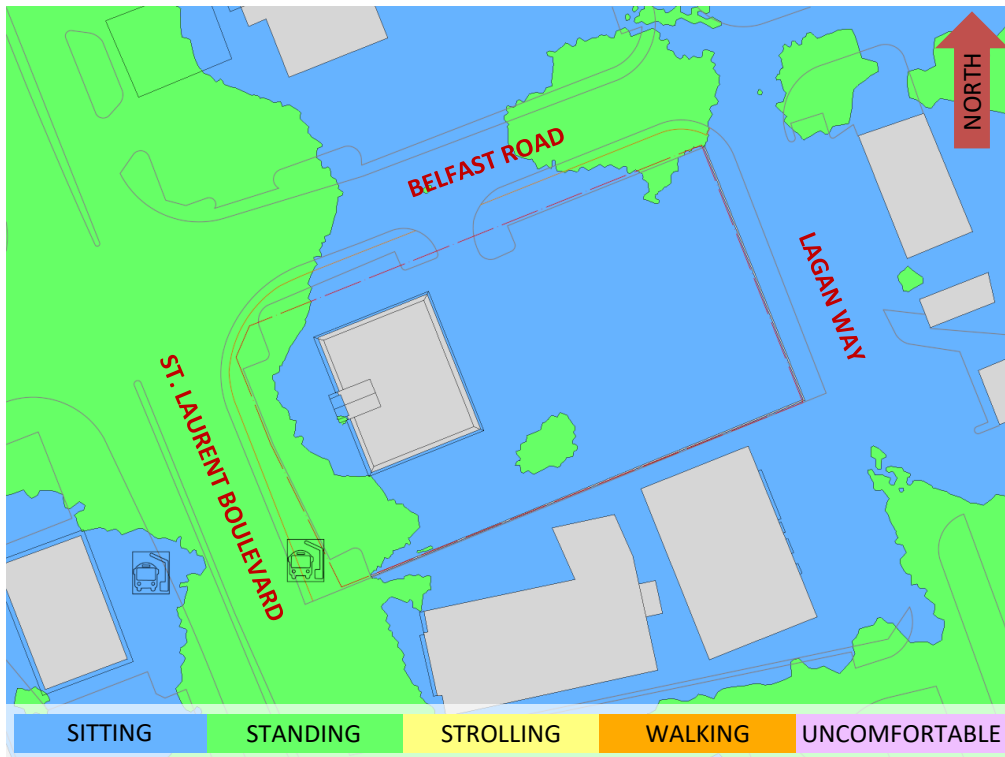 NORTH
BELFAST ROAD
LAGAN WAY
ST. LAURENT BOULEVARD
SITTING
STANDING
STROLLING
WALKING
UNCOMFORTABLE